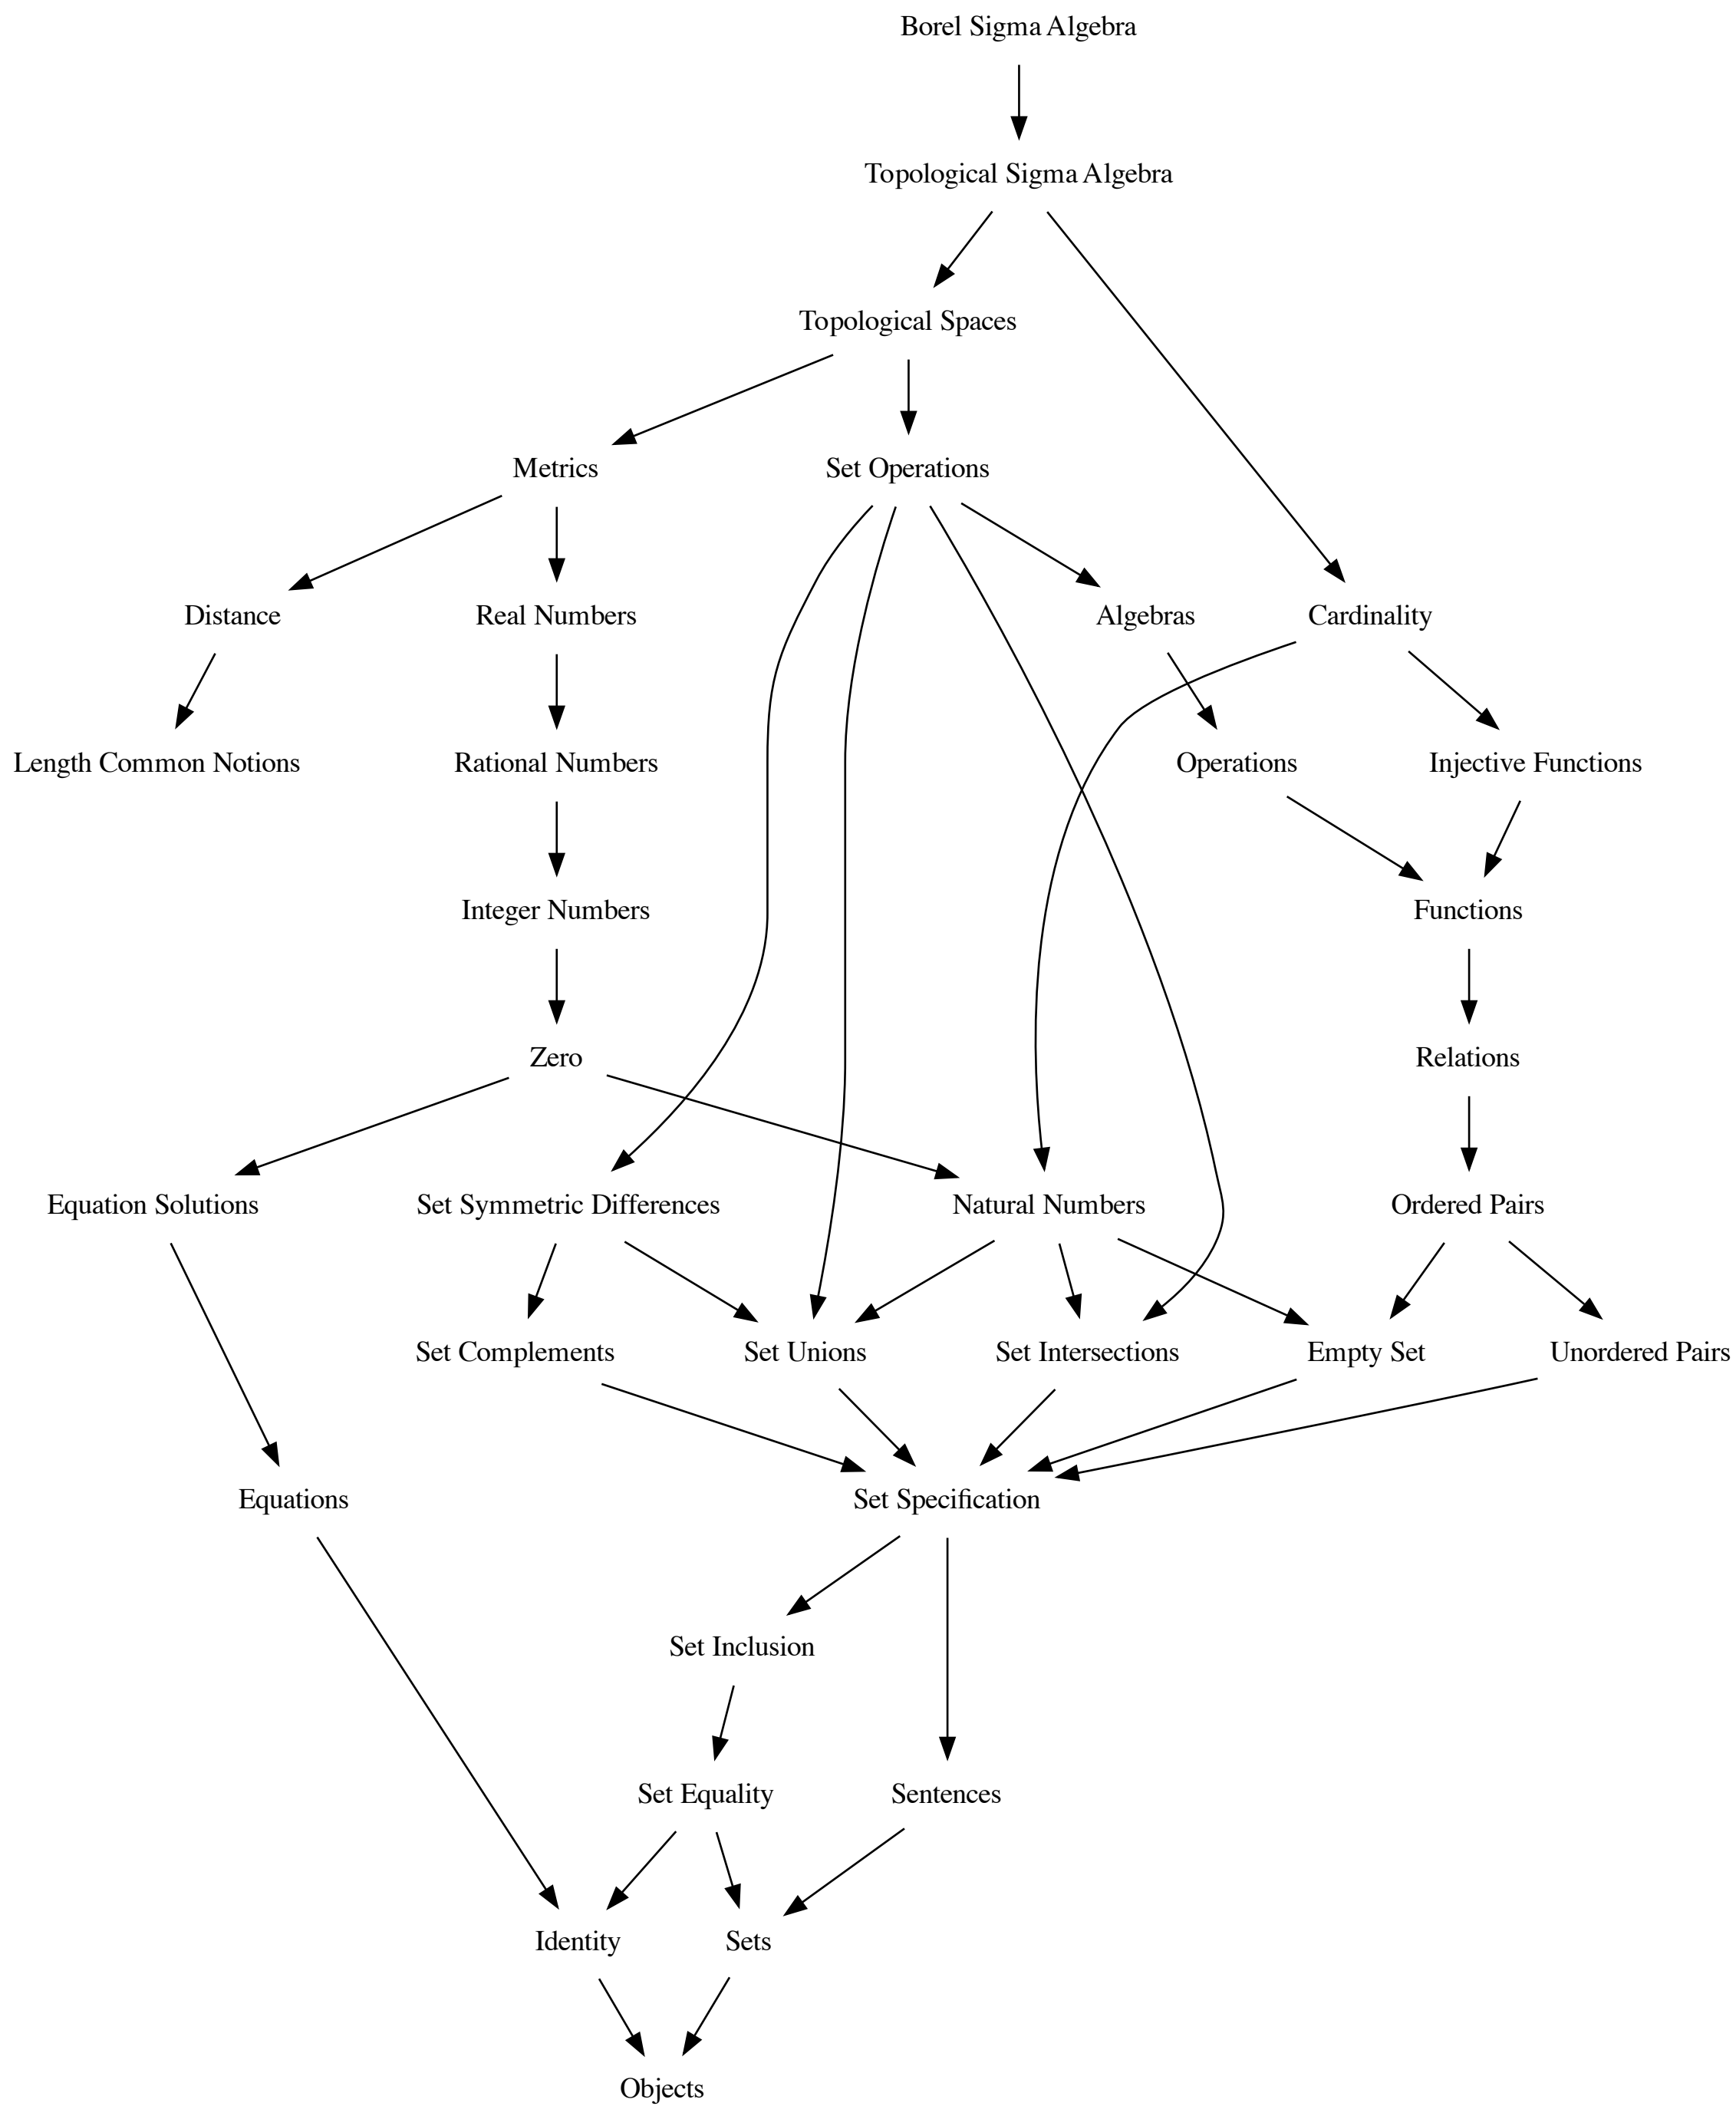 Borel Sigma Algebra
Topological Sigma Algebra
Topological Spaces
Metrics
Set Operations
Distance
Real Numbers
Algebras
Cardinality
Length Common Notions
Rational Numbers
Operations
Injective Functions
Integer Numbers
Functions
Zero
Relations
Equation Solutions
Set Symmetric Differences
Natural Numbers
Ordered Pairs
Set Complements
Set Unions
Set Intersections
Empty Set
Unordered Pairs
Equations
Set Specification
Set Inclusion
Set Equality
Sentences
Identity
Sets
Objects